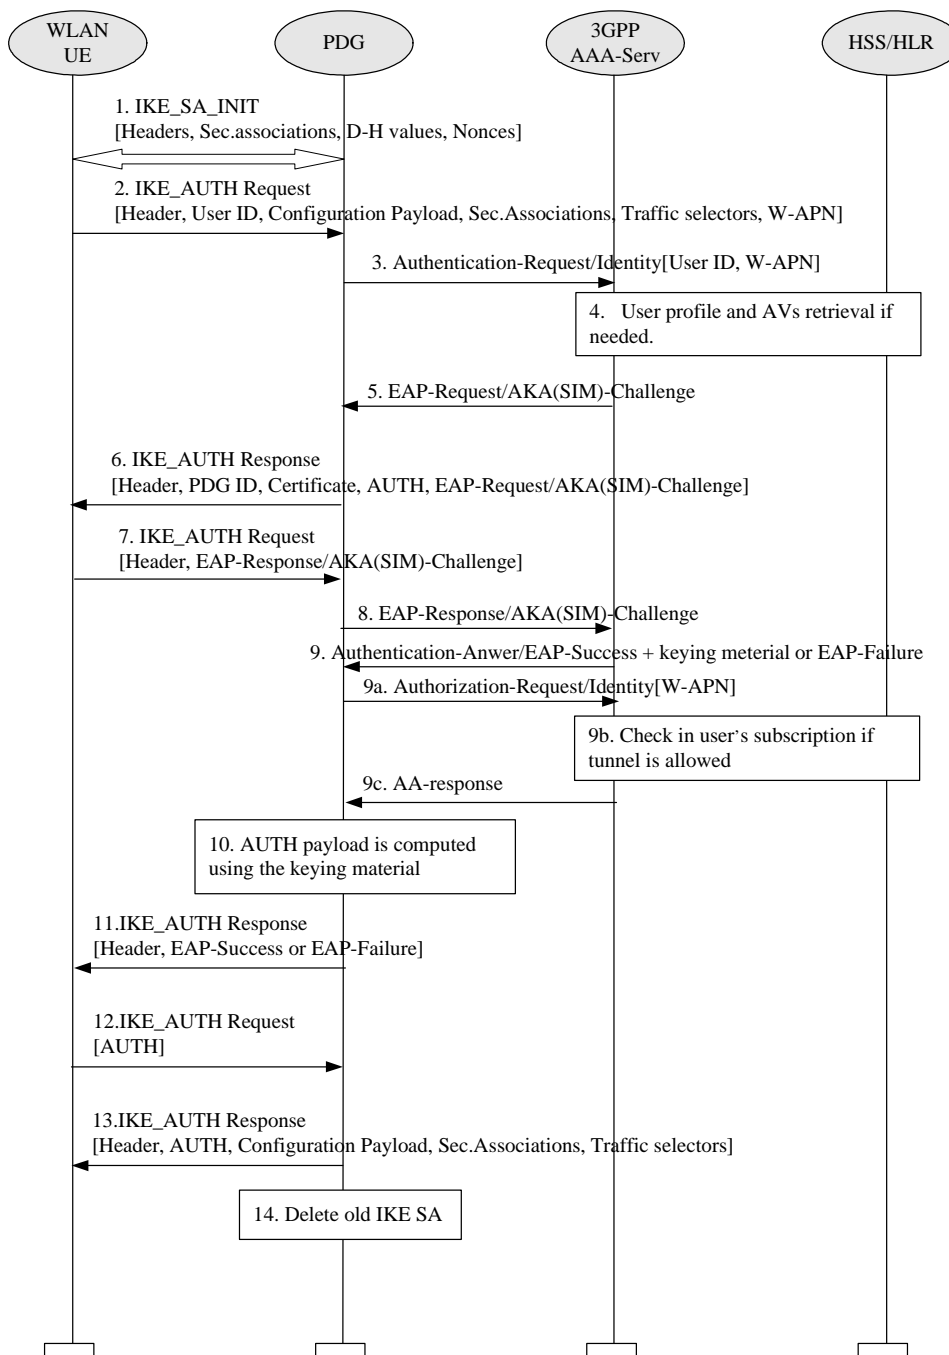 WLAN
UE
PDG
3GPP
AAA-Serv
HSS/HLR
1. IKE_SA_INIT
[Headers, Sec.associations, D-H values, Nonces]
2. IKE_AUTH Request
[Header, User ID, Configuration Payload, Sec.Associations, Traffic selectors, W-APN]
3. Authentication-Request/Identity[User ID, W-APN]
4. User profile and AVs retrieval if
needed.
5. EAP-Request/AKA(SIM)-Challenge
6. IKE_AUTH Response
[Header, PDG ID, Certificate, AUTH, EAP-Request/AKA(SIM)-Challenge]
7. IKE_AUTH Request
[Header, EAP-Response/AKA(SIM)-Challenge]
8. EAP-Response/AKA(SIM)-Challenge
9. Authentication-Anwer/EAP-Success + keying meterial or EAP-Failure
9a. Authorization-Request/Identity[W-APN]
9b. Check in user's subscription if
tunnel is allowed
9c. AA-response
10. AUTH payload is computed
using the keying material
11.IKE_AUTH Response
[Header, EAP-Success or EAP-Failure]
12.IKE_AUTH Request
[AUTH]
13.IKE_AUTH Response
[Header, AUTH, Configuration Payload, Sec.Associations, Traffic selectors]
14. Delete old IKE SA